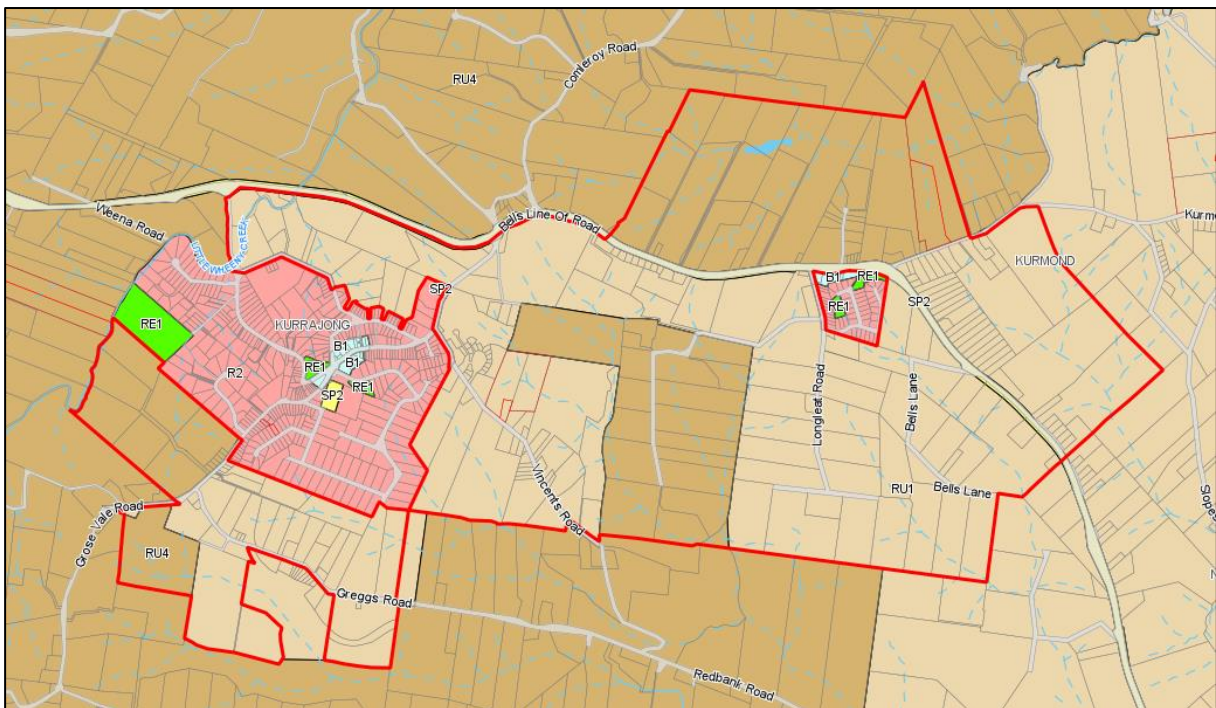 Comleroy Road
RU4
Weena Road
LITTLE WHEENY CREEK
Bells Line Of Road
Kurm
KURMOND
SP2
B1
RE1
SP2
RE1
RE1
KURRAJONG
B1
B1
RE1
RE1
R2
SP2
Longleat Road
Bells Lane
Vincents Road
RU1
Bells Lane
Slopes
Grose Vale Road
RU4
N
Greggs Road
Redbank Road